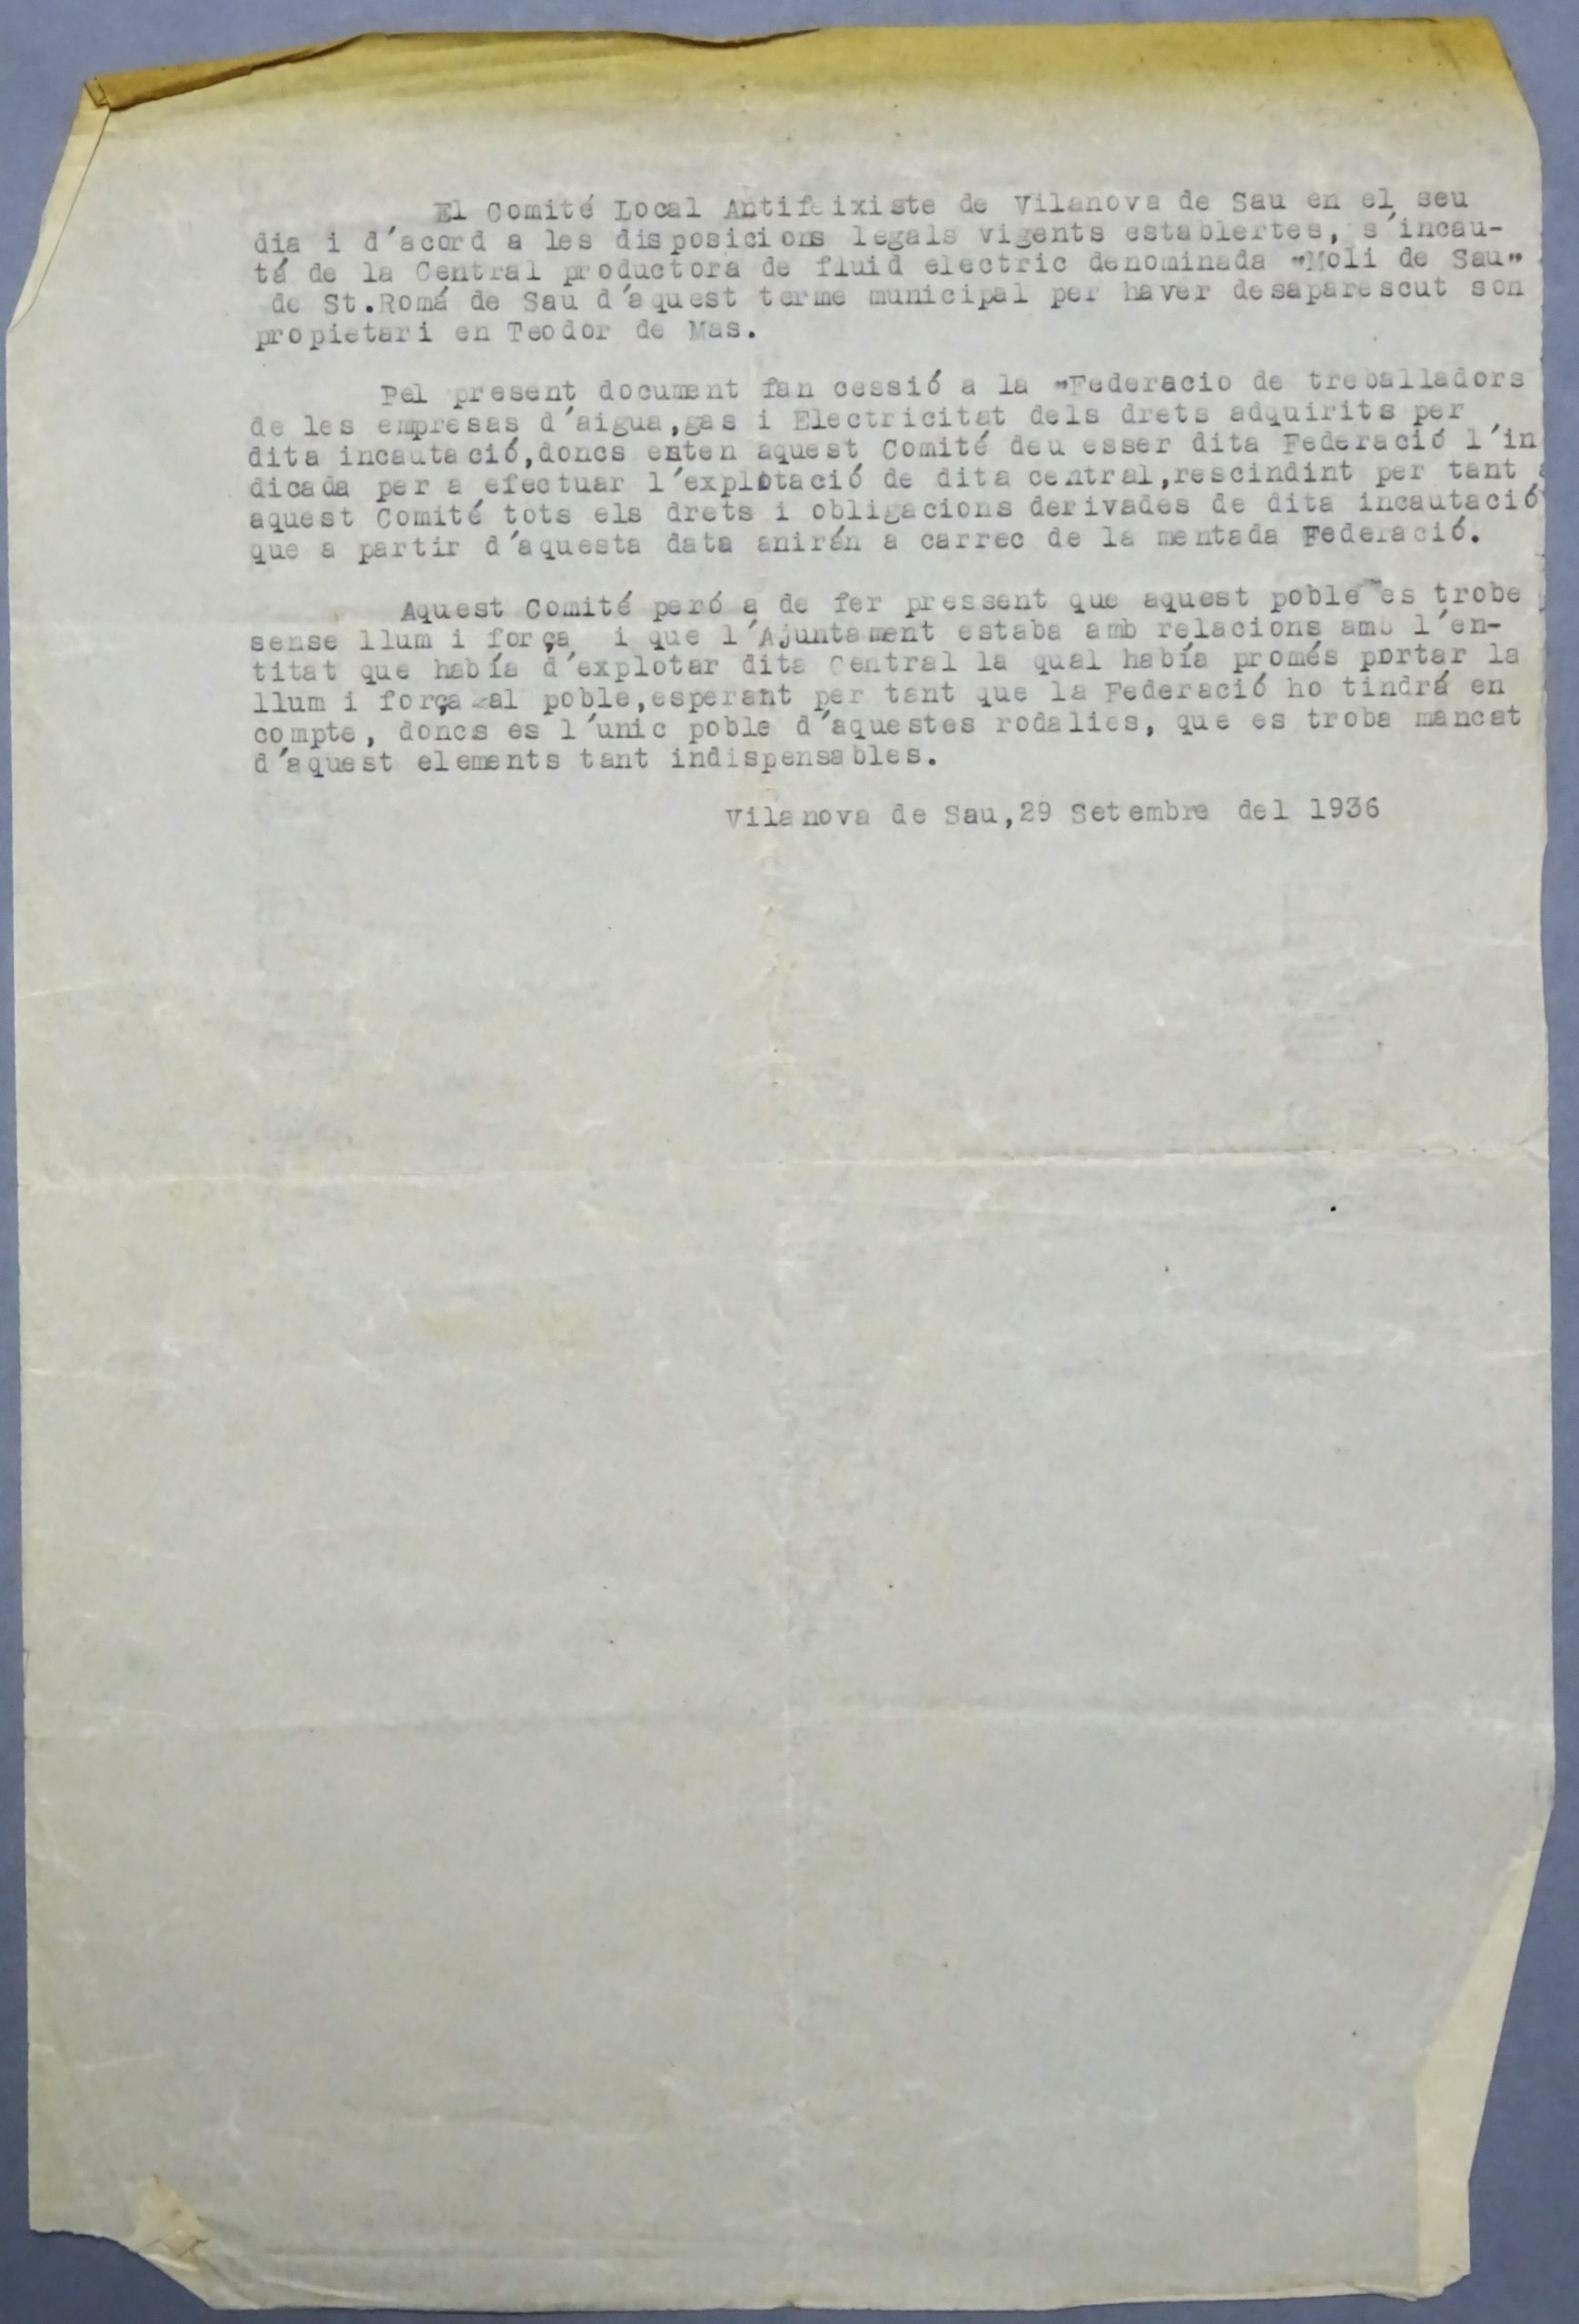 El Comité Local Antifeixiste de Vilanova de Sau en el seu
dia i d'acord a les disposicions legals vigents establertes, s'incau-
tá de la Central productora de fluid electric denominada "Moli de Sau"
de St.Romá de Sau d'aquest terme municipal per haver desaparescut son
propietari en Teodor de Mas.
Pel present document fan cessió a la "Federacio de treballadors
de les empresas d'aigua,gas i Electricitat dels drets adquirits per
dita incautació,doncs enten aquest Comité deu esser dita Federació l'in
dicada per a efectuar l'explotació de dita central,rescindint per tant
aquest Comité tots els drets i obligacions derivades de dita incautació
que a partir d'aquesta data anirán a carrec de la mentada Federació.
Aquest Comité peró a de fer pressent que aquest poble es trobe
sense llum i força i que l'Ajuntament estaba amb relacions amb l'en-
titat que había d'explotar dita Central la qual había promés portar la
llum i força al poble,esperant per tant que la Federació ho tindrá en
compte, doncs es l'unic poble d'aquestes rodalies, que es troba mancat
d'aquest elements tant indispensables.
Vilanova de Sau,29 Setembre del 1936